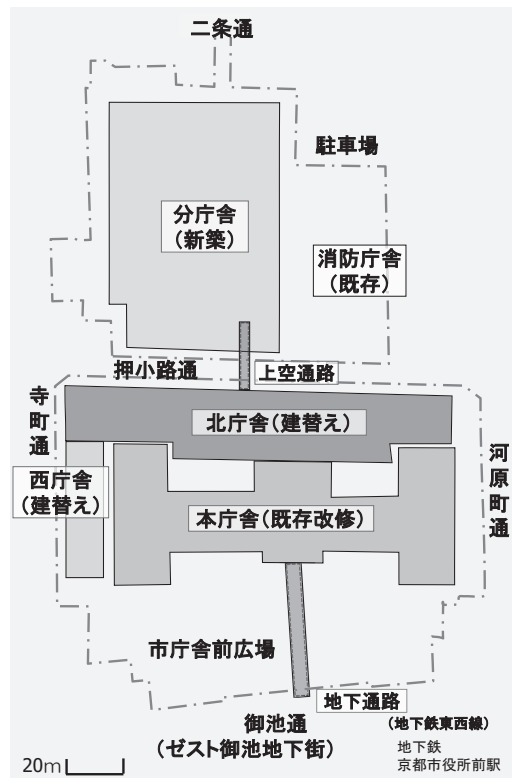 二条通
駐車場
分庁舎
(新築)
消防庁舎
(既存)
押小路通
上空通路
寺町通
北庁舎(建替え)
河原町通
西庁舎
(建替え)
本庁舎(既存改修)
市庁舎前広場
地下通路
御池通
(ゼスト御池地下街)
(地下鉄東西線)
地下鉄
京都市役所前駅
20m